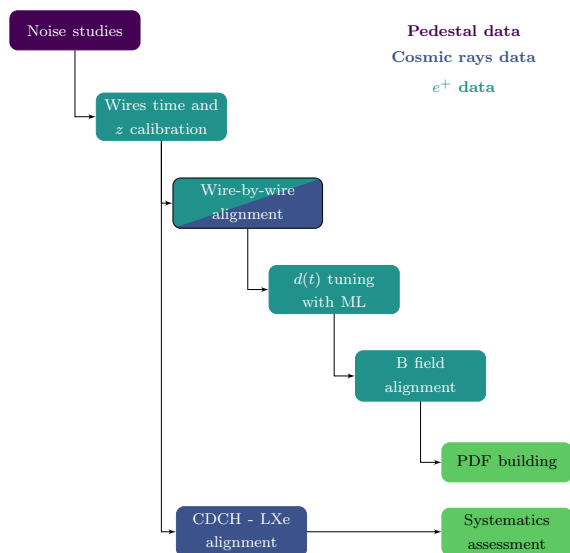 Noise studies
Pedestal data
Cosmic rays data
e⁺ data
Wires time and
z calibration
Wire-by-wire
alignment
d(t) tuning
with ML
B field
alignment
PDF building
CDCH - LXe
alignment
Systematics
assessment